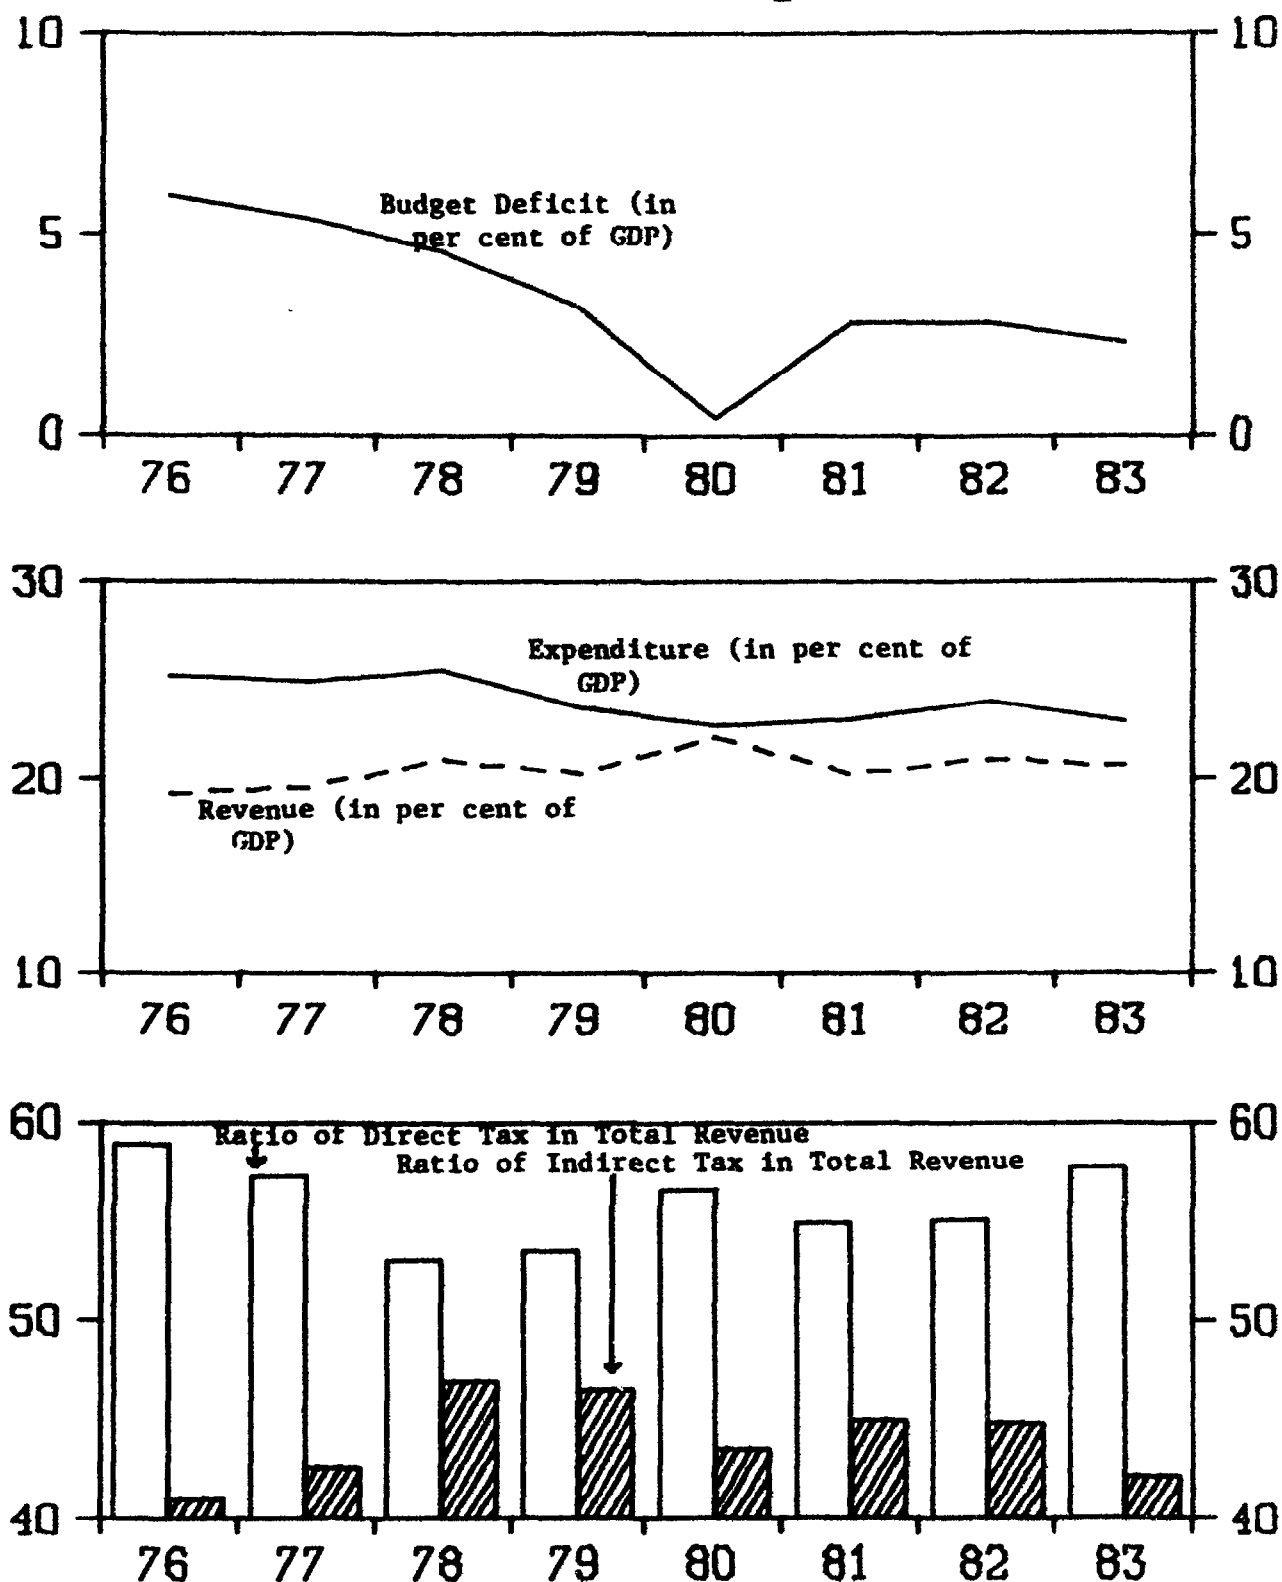 10 10
Budget Deficit (in
per cent of GDP)
5 5
0 0
76 77 78 79 80 81 82 83
30 30
Expenditure (in per cent of
GDP)
20 20
Revenue (in per cent of
GDP)
10 10
76 77 78 79 80 81 82 83
60 60
Ratio of Direct Tax in Total Revenue
Ratio of Indirect Tax in Total Revenue
50 50
40 40
76 77 78 79 80 81 82 83